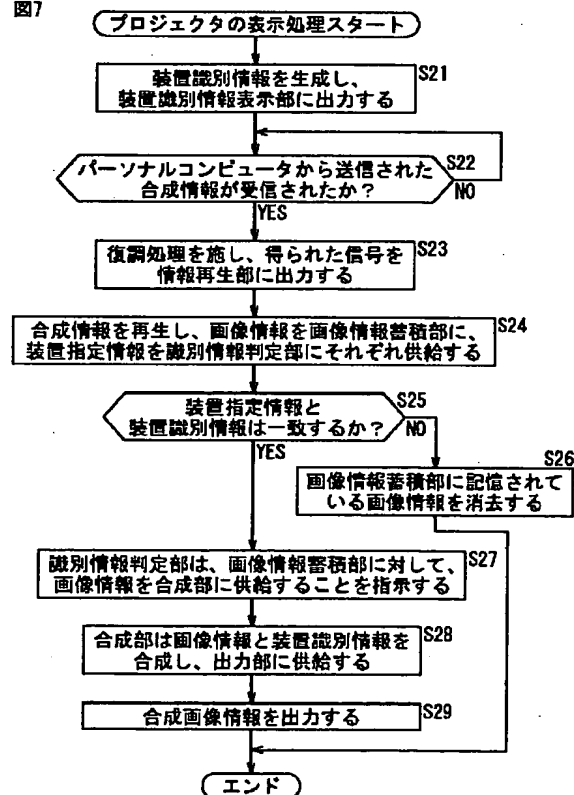 図7
プロジェクタの表示処理スタート
装置識別情報を生成し、
装置識別情報表示部に出力する
S21
パーソナルコンピュータから送信された
合成情報が受信されたか？
S22
NO
YES
復調処理を施し、得られた信号を
情報再生部に出力する
S23
合成情報を再生し、画像情報を画像情報蓄積部に、
装置指定情報を識別情報判定部にそれぞれ供給する
S24
装置指定情報と
装置識別情報は一致するか？
S25
NO
YES
S26
画像情報蓄積部に記憶されて
いる画像情報を消去する
識別情報判定部は、画像情報蓄積部に対して、
画像情報を合成部に供給することを指示する
S27
合成部は画像情報と装置識別情報を
合成し、出力部に供給する
S28
合成画像情報を出力する
S29
エンド